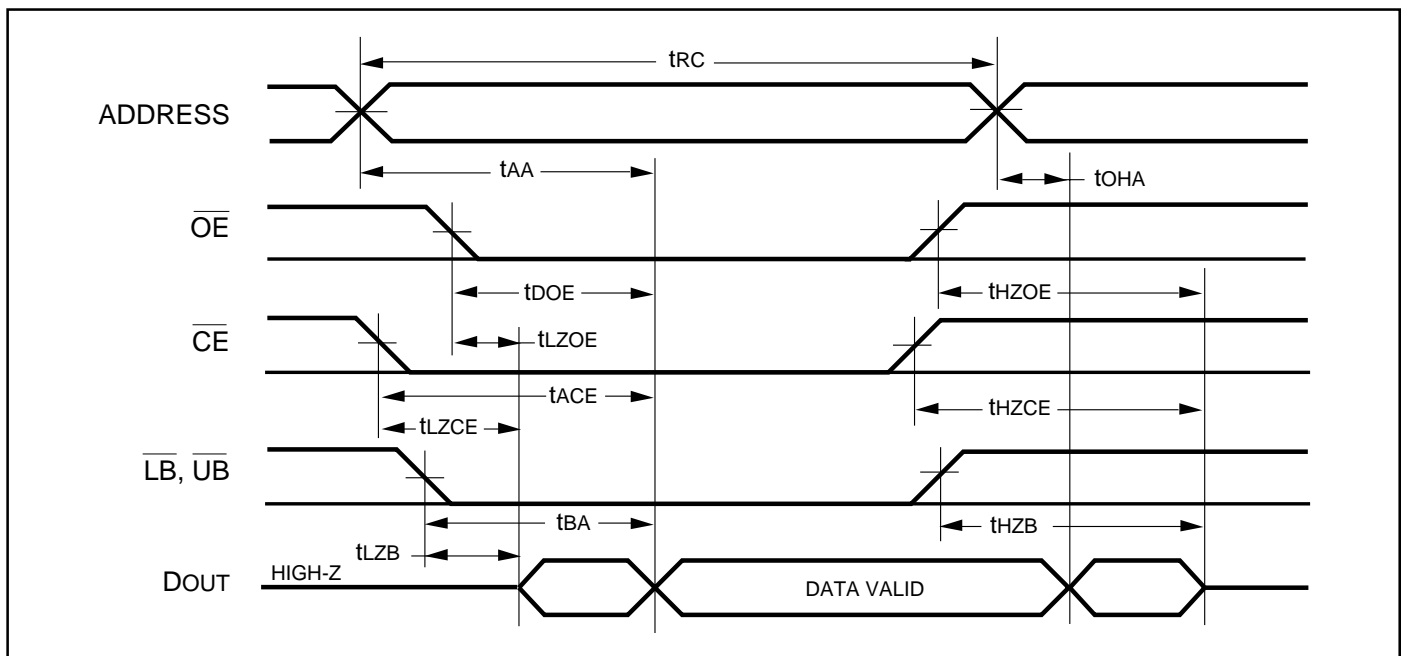 tRC
ADDRESS
tAA
tOHA
OE
tDOE
tHZOE
CE
tLZOE
tACE
tHZCE
tLZCE
LB, UB
tBA
tHZB
tLZB
DOUT
HIGH-Z
DATA VALID